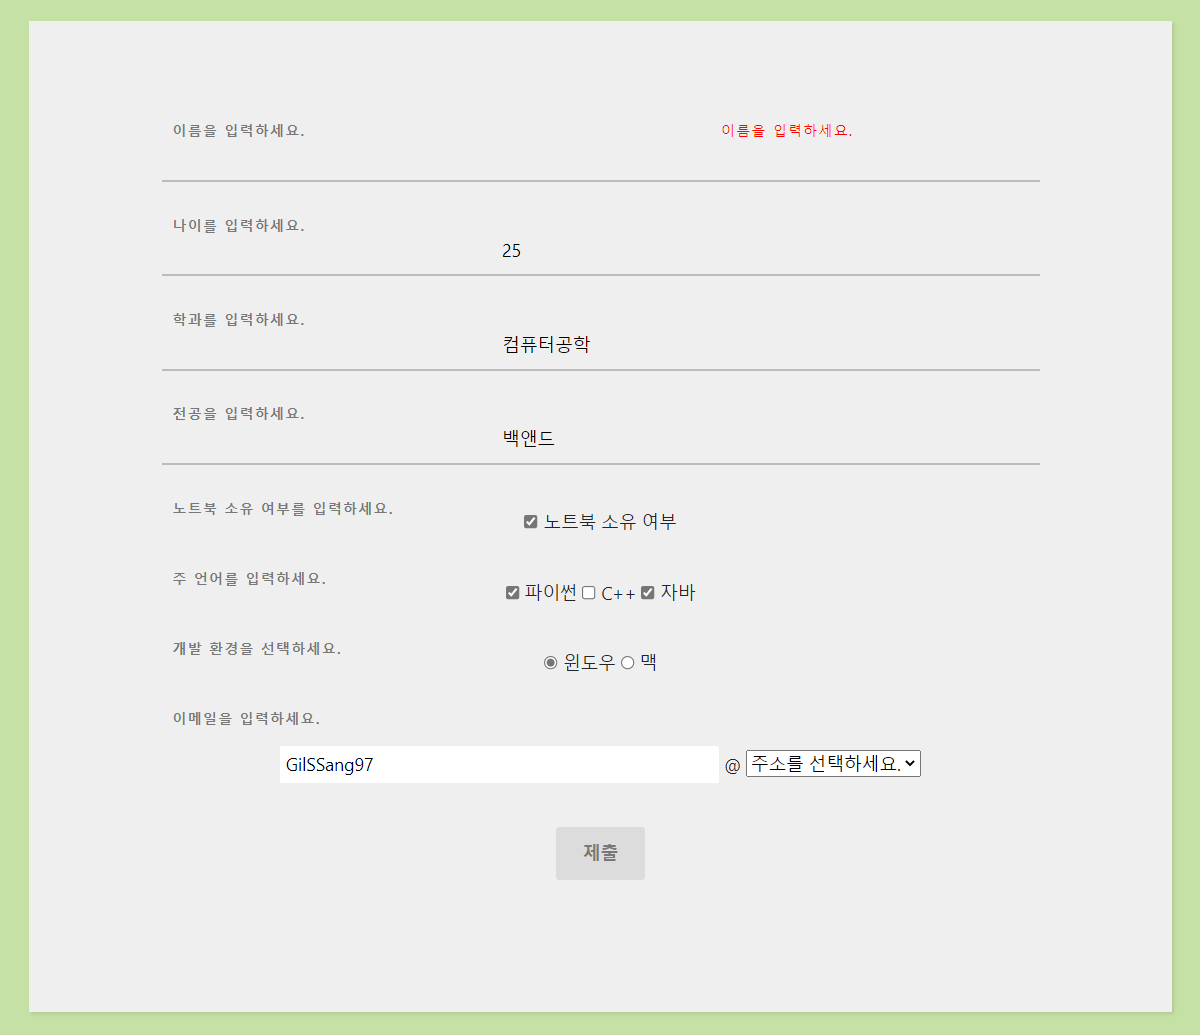 이름을 입력하세요. 이름을 입력하세요.
나이를 입력하세요.
25
학과를 입력하세요.
컴퓨터공학
전공을 입력하세요.
백앤드
노트북 소유 여부를 입력하세요.
노트북 소유 여부
주 언어를 입력하세요.
파이썬 C++ 자바
개발 환경을 선택하세요.
윈도우 맥
이메일을 입력하세요.
GilSSang97 @ 주소를 선택하세요.
제출